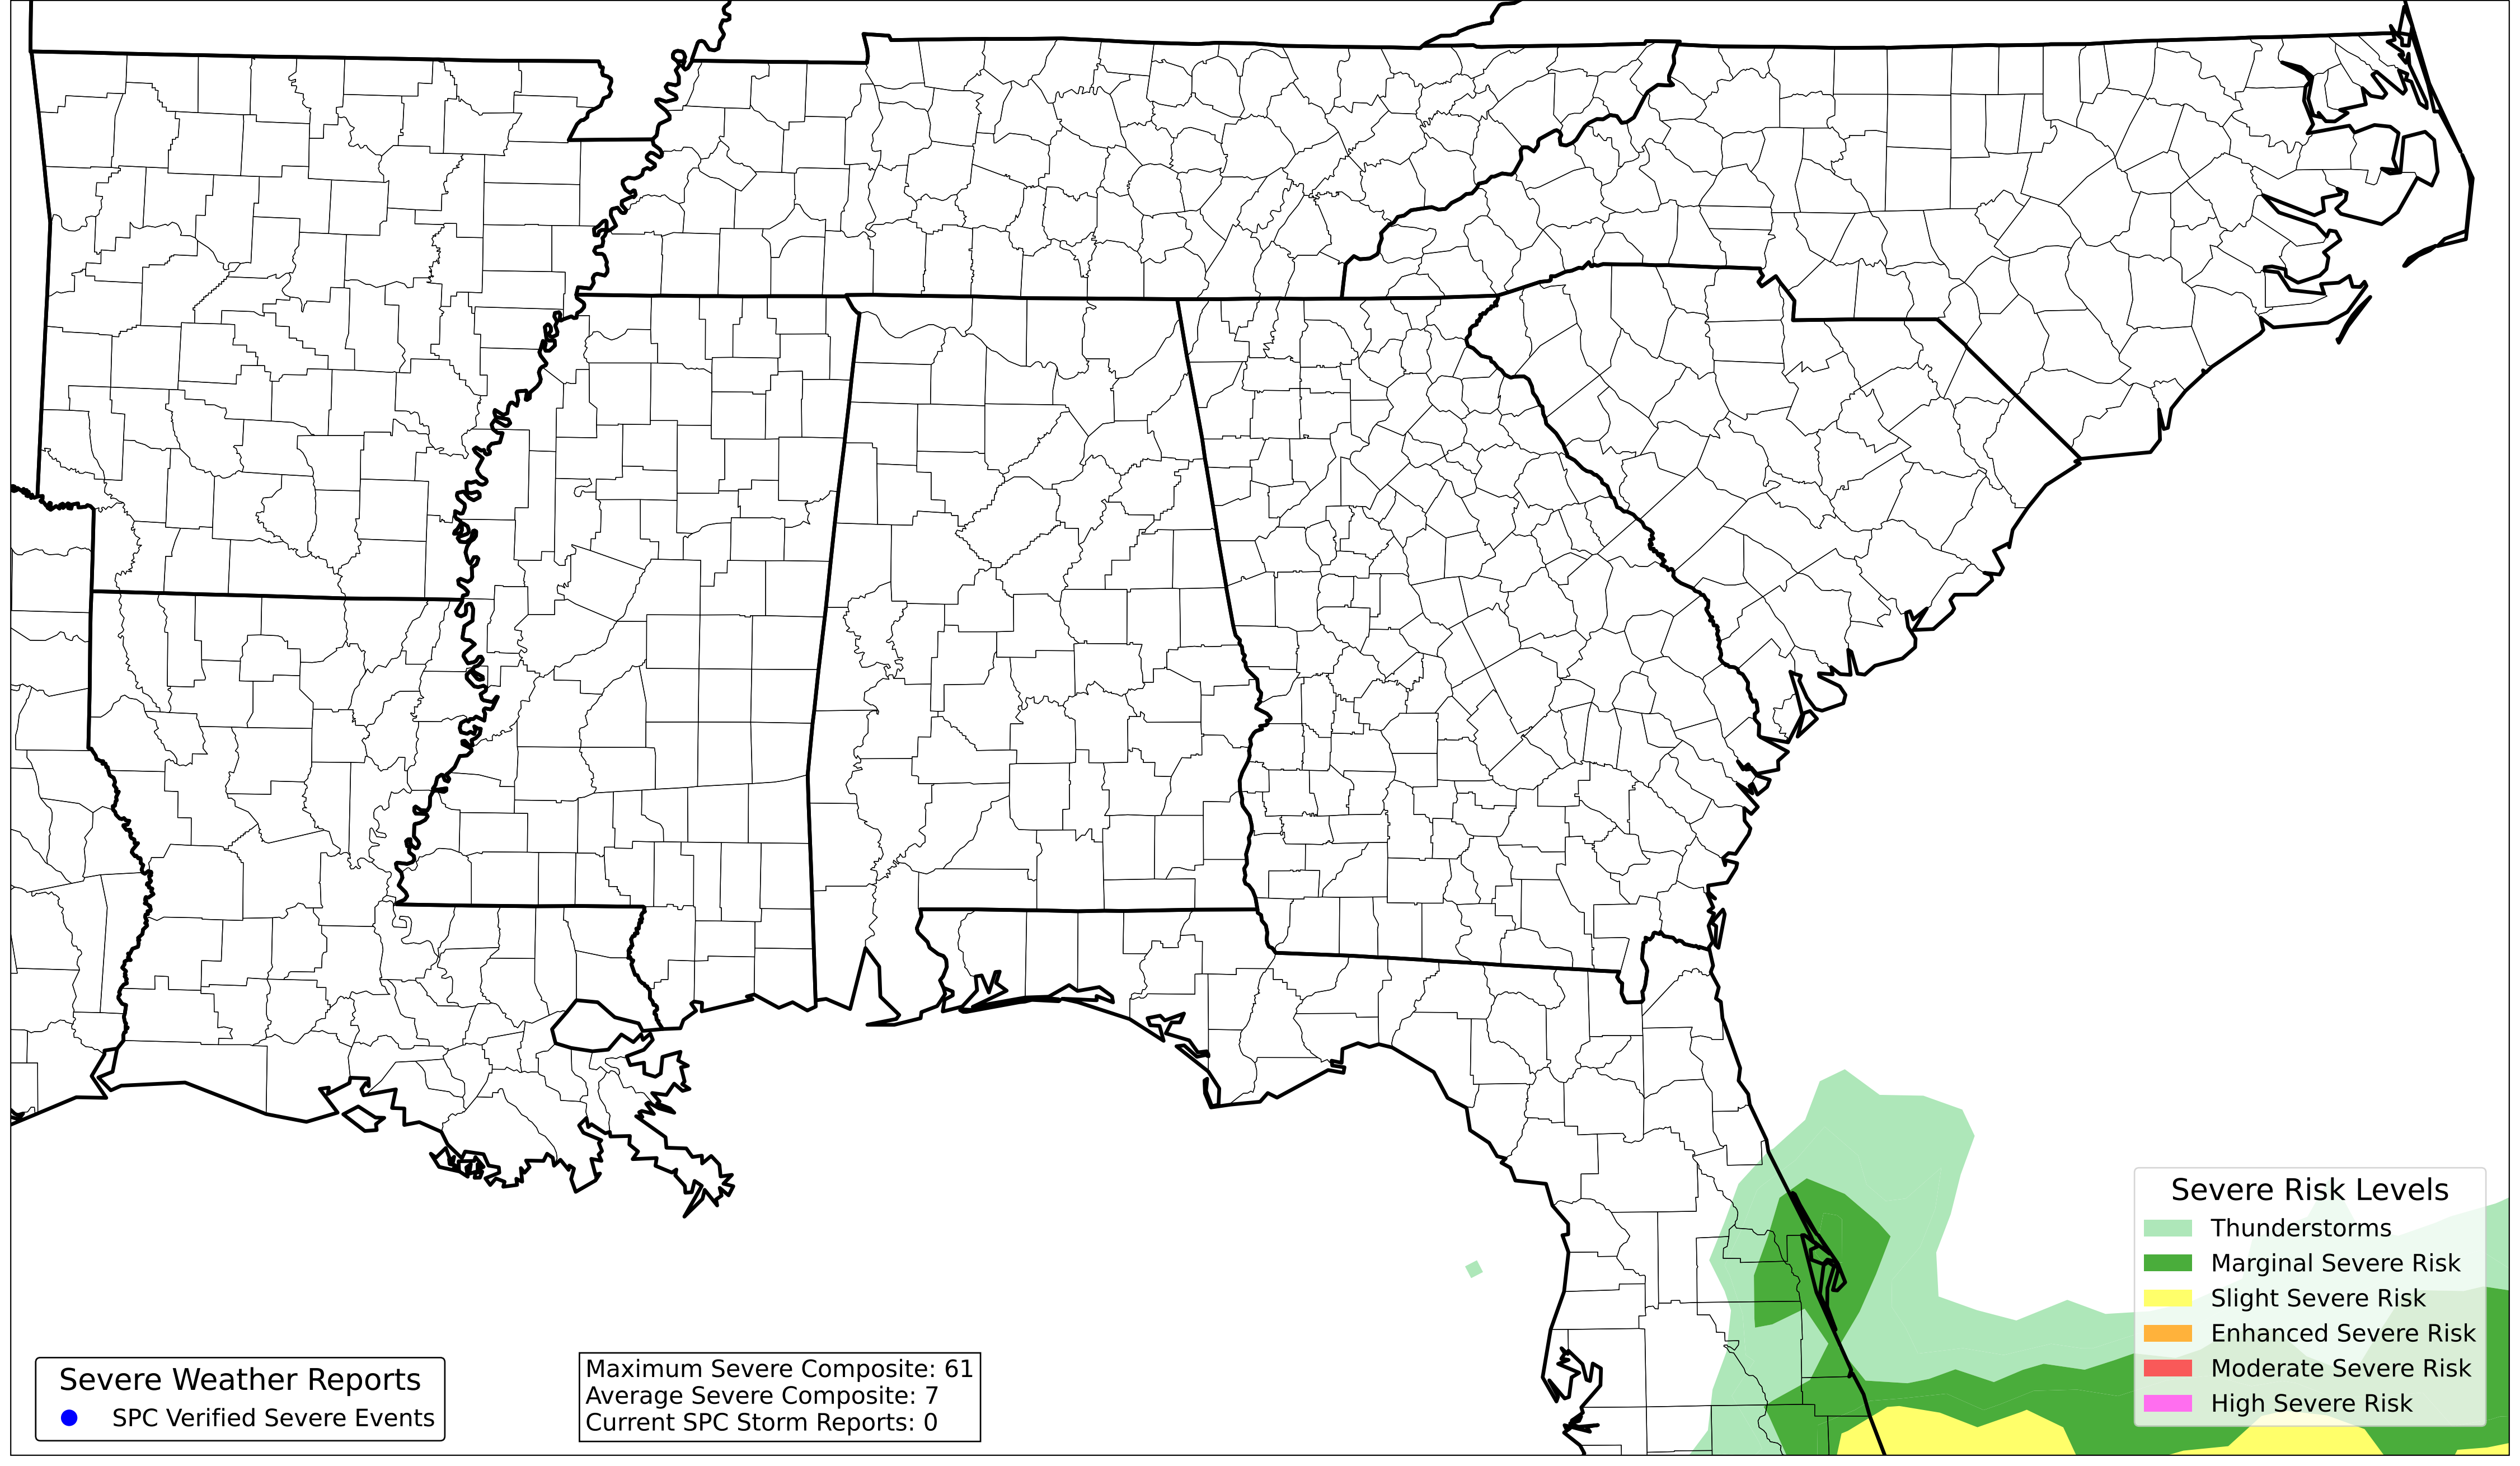 Severe Risk Levels
Thunderstorms
Marginal Severe Risk
Slight Severe Risk
Enhanced Severe Risk
Moderate Severe Risk
High Severe Risk
Severe Weather Reports
SPC Verified Severe Events
Maximum Severe Composite: 61
Average Severe Composite: 7
Current SPC Storm Reports: 0